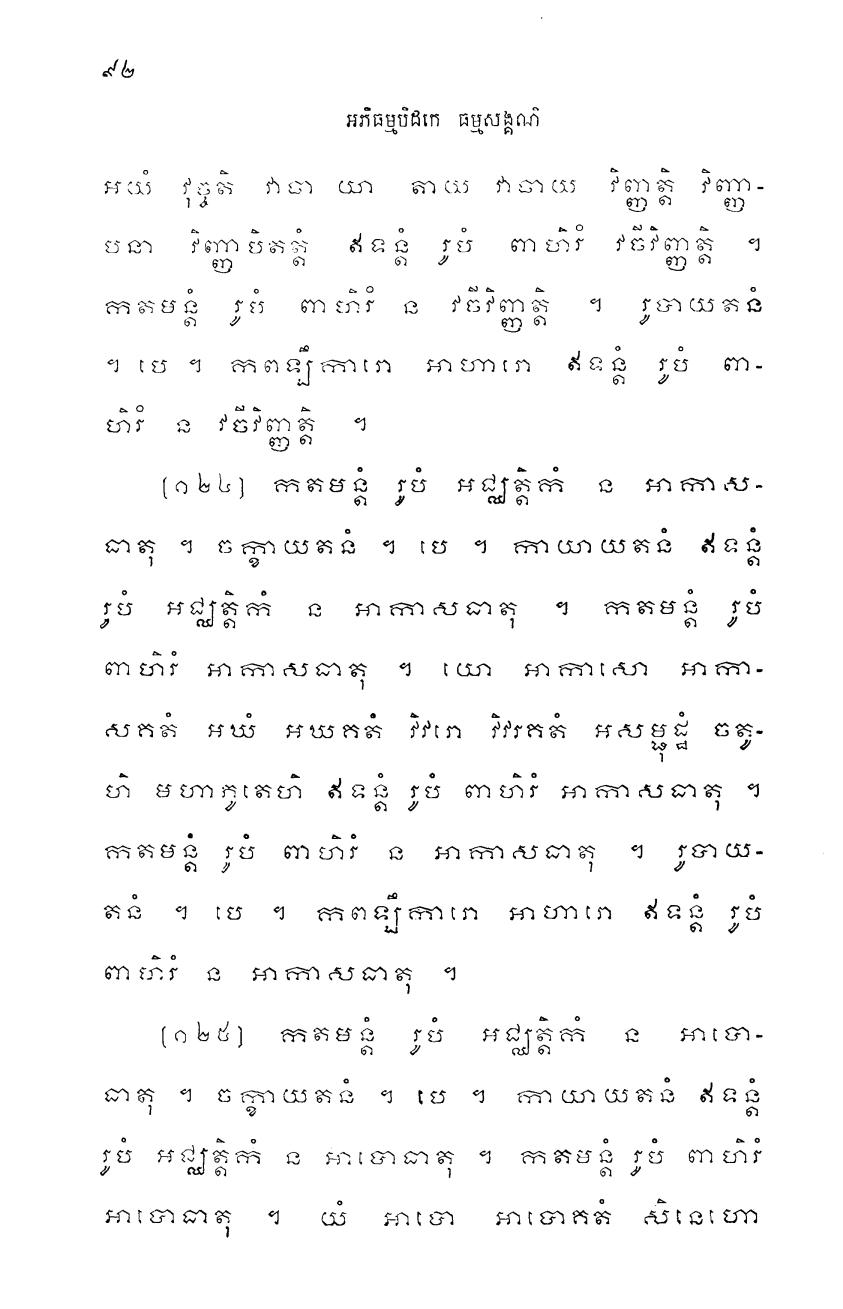 ៩២
អភិធម្មបិដកេ ធម្មសង្គណិ
អយំ វុច្ចតិ វាចា យា តាយ វាចាយ វិញ្ញត្តិ វិញ្ញា-
បនា វិញ្ញាបិតត្តំ ឥទន្តំ រូបំ ពាហិរំ វចីវិញ្ញត្តិ ។
កតមន្តំ រូបំ ពាហិរំ ន វចីវិញ្ញត្តិ ។ រូបាយតនំ
។ បេ ។ កពឡីការោ អាហារោ ឥទន្តំ រូបំ ពា-
ហិរំ ន វចីវិញ្ញត្តិ ។
(១២៤) កតមន្តំ រូបំ អជ្ឈត្តិកំ ន អាកាស-
ធាតុ ។ ចក្ខាយតនំ ។ បេ ។ កាយាយតនំ ឥទន្តំ
រូបំ អជ្ឈត្តិកំ ន អាកាសធាតុ ។ កតមន្តំ រូបំ
ពាហិរំ អាកាសធាតុ ។ យោ អាកាសោ អាកា-
សគតំ អឃំ អឃគតំ វិវរោ វិវរគតំ អសម្ផុដ្ឋំ ចតូ-
ហិ មហាភូតេហិ ឥទន្តំ រូបំ ពាហិរំ អាកាសធាតុ ។
កតមន្តំ រូបំ ពាហិរំ ន អាកាសធាតុ ។ រូបាយ-
តនំ ។ បេ ។ កពឡីការោ អាហារោ ឥទន្តំ រូបំ
ពាហិរំ ន អាកាសធាតុ ។
(១២៥) កតមន្តំ រូបំ អជ្ឈត្តិកំ ន អាបោ-
ធាតុ ។ ចក្ខាយតនំ ។ បេ ។ កាយាយតនំ ឥទន្តំ
រូបំ អជ្ឈត្តិកំ ន អាបោធាតុ ។ កតមន្តំ រូបំ ពាហិរំ
អាបោធាតុ ។ យំ អាបោ អាបោគតំ សិនេហោ